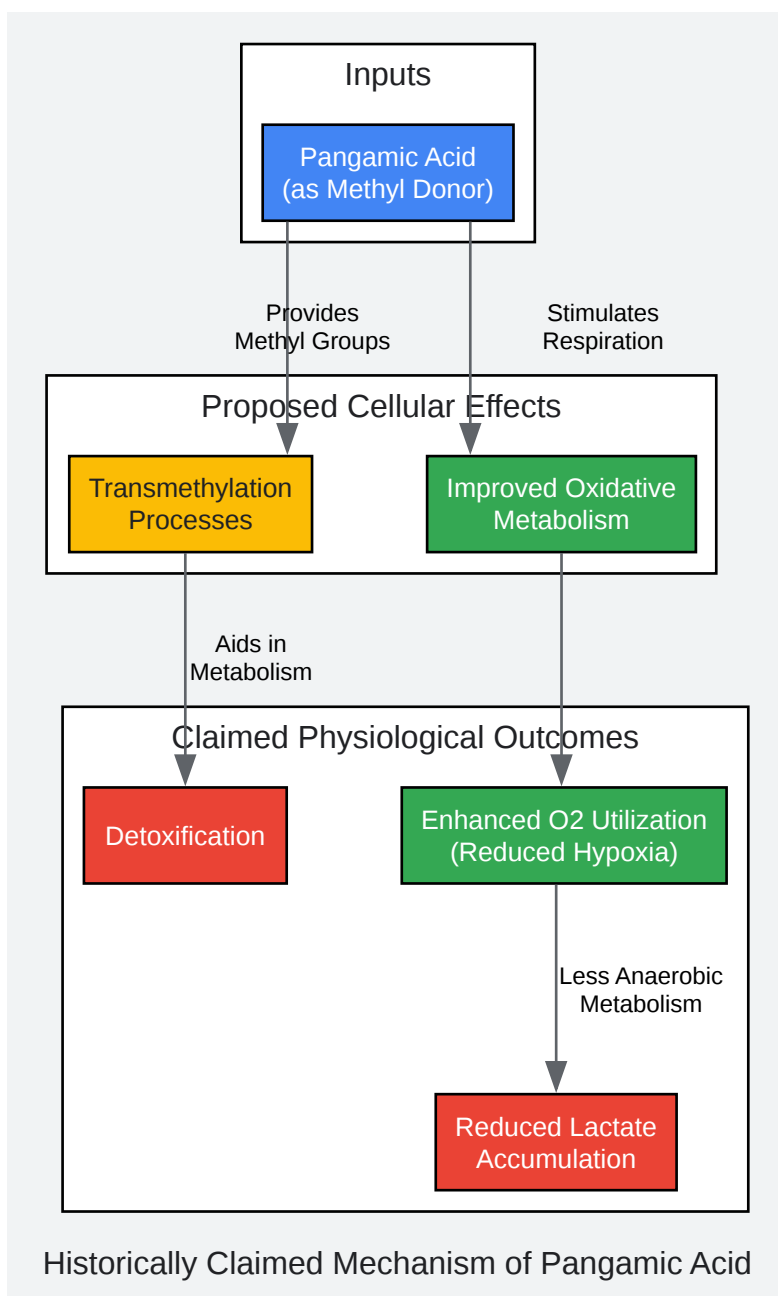 Inputs
Pangamic Acid
(as Methyl Donor)
Provides
Methyl Groups
Stimulates
Respiration
Proposed Cellular Effects
Transmethylation
Processes
Improved Oxidative
Metabolism
Aids in
Metabolism
Claimed Physiological Outcomes
Detoxification
Enhanced O2 Utilization
(Reduced Hypoxia)
Less Anaerobic
Metabolism
Reduced Lactate
Accumulation
Historically Claimed Mechanism of Pangamic Acid